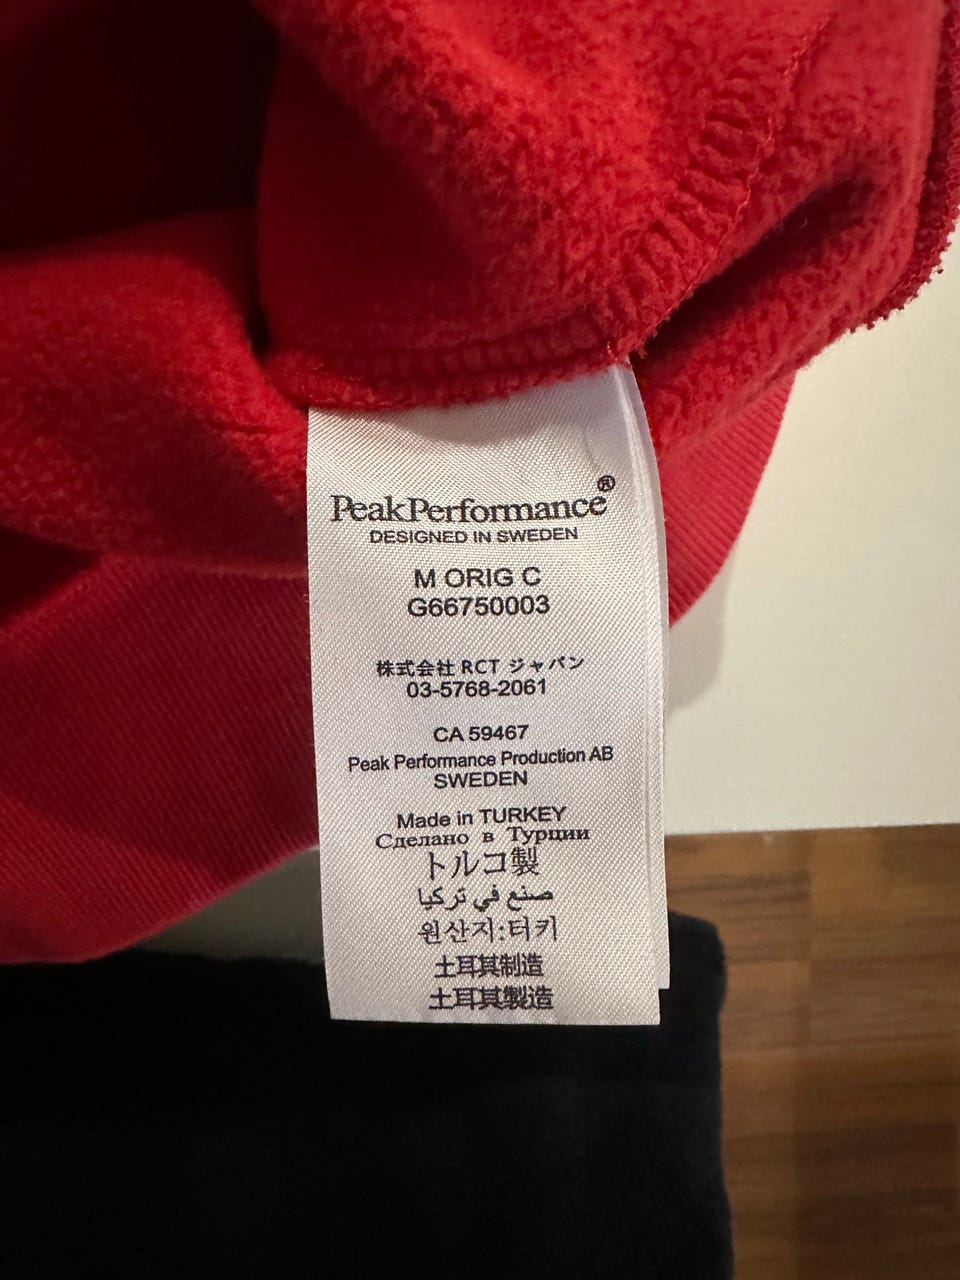 PeakPerformance®
DESIGNED IN SWEDEN
M ORIG C
G66750003
株式会社 RCT ジャパン
03-5768-2061
CA 59467
Peak Performance Production AB
SWEDEN
Made in TURKEY
Сделано в Турции
トルコ製
صنع في تركيا
원산지:터키
土耳其制造
土耳其製造